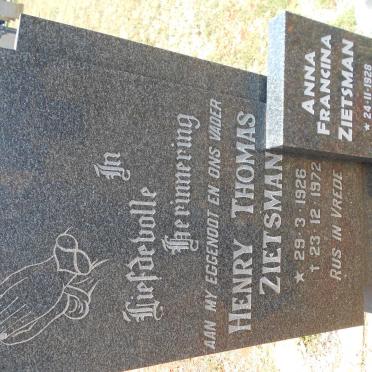 In
Liefdevolle
Herinnering
AAN MY EGGENOOT EN ONS VADER
HENRY THOMAS
ZIETSMAN
★ 29·3·1926
† 23·12·1972
RUS IN VREDE
ANNA
FRANCINA
ZIETSMAN
★ 24·11·1928